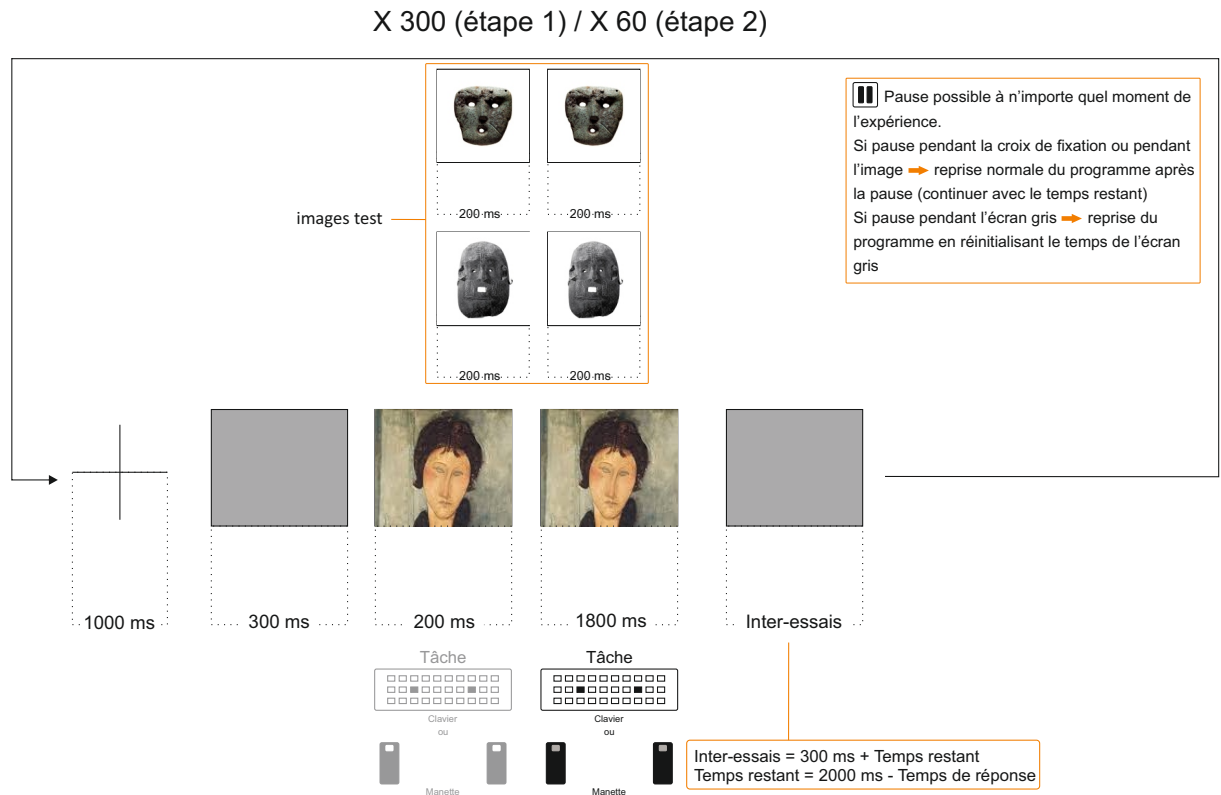 X 300 (étape 1) / X 60 (étape 2)
Pause possible à n’importe quel moment de
l’expérience.
Si pause pendant la croix de fixation ou pendant
l’image ➡ reprise normale du programme après
la pause (continuer avec le temps restant)
Si pause pendant l’écran gris ➡ reprise du
programme en réinitialisant le temps de l’écran
gris
images test
200 ms
200 ms
200 ms
200 ms
1000 ms
300 ms
200 ms
1800 ms
Inter-essais
Tâche
Tâche
Clavier
ou
Clavier
ou
Manette
Manette
Inter-essais = 300 ms + Temps restant
Temps restant = 2000 ms - Temps de réponse